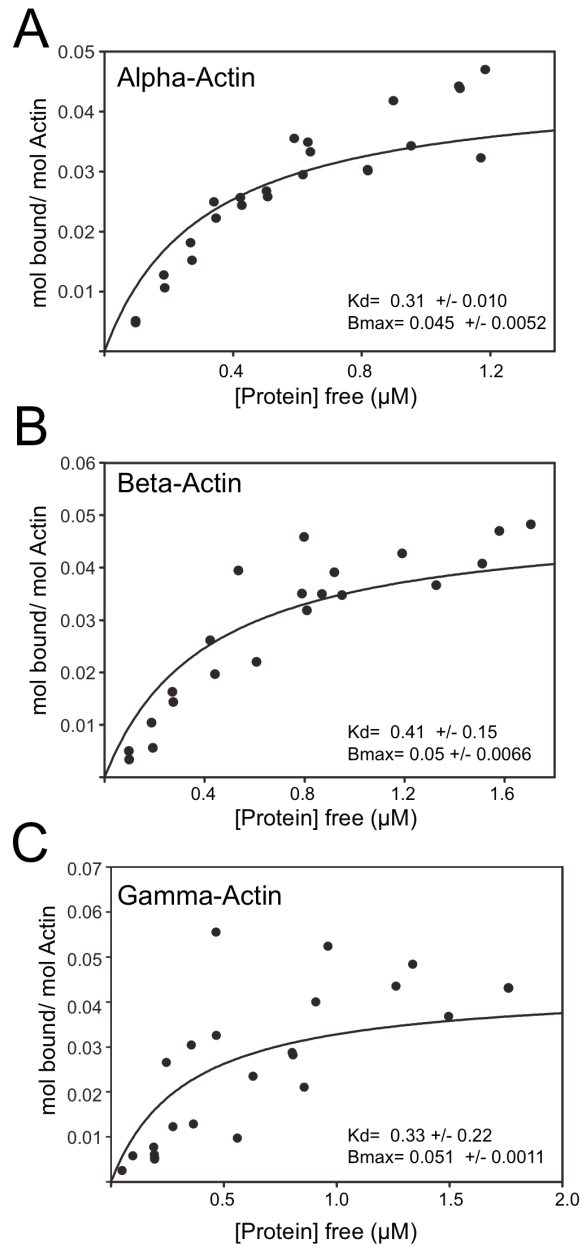 A
0.05
Alpha-Actin
0.04
0.03
0.02
0.01
mol bound/ mol Actin
Kd= 0.31 +/- 0.010
Bmax= 0.045 +/- 0.0052
0.4 0.8 1.2
[Protein] free (µM)
B
0.06
Beta-Actin
0.05
0.04
0.03
0.02
0.01
mol bound/ mol Actin
Kd= 0.41 +/- 0.15
Bmax= 0.05 +/- 0.0066
0.4 0.8 1.2 1.6
[Protein] free (µM)
C
0.07
Gamma-Actin
0.06
0.05
0.04
0.03
0.02
0.01
mol bound/ mol Actin
Kd= 0.33 +/- 0.22
Bmax= 0.051 +/- 0.0011
0.5 1.0 1.5 2.0
[Protein] free (µM)